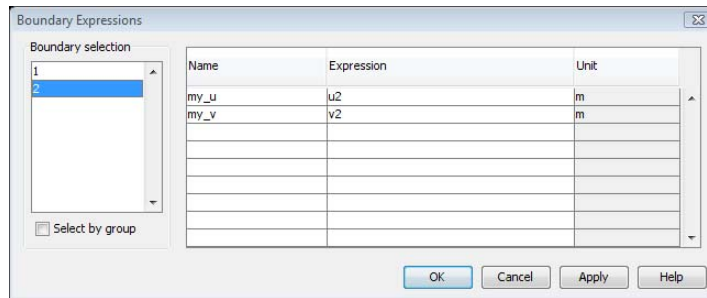 Boundary Expressions
Boundary selection
1
2
Select by group
Name Expression Unit
my_u u2 m
my_v v2 m
OK Cancel Apply Help